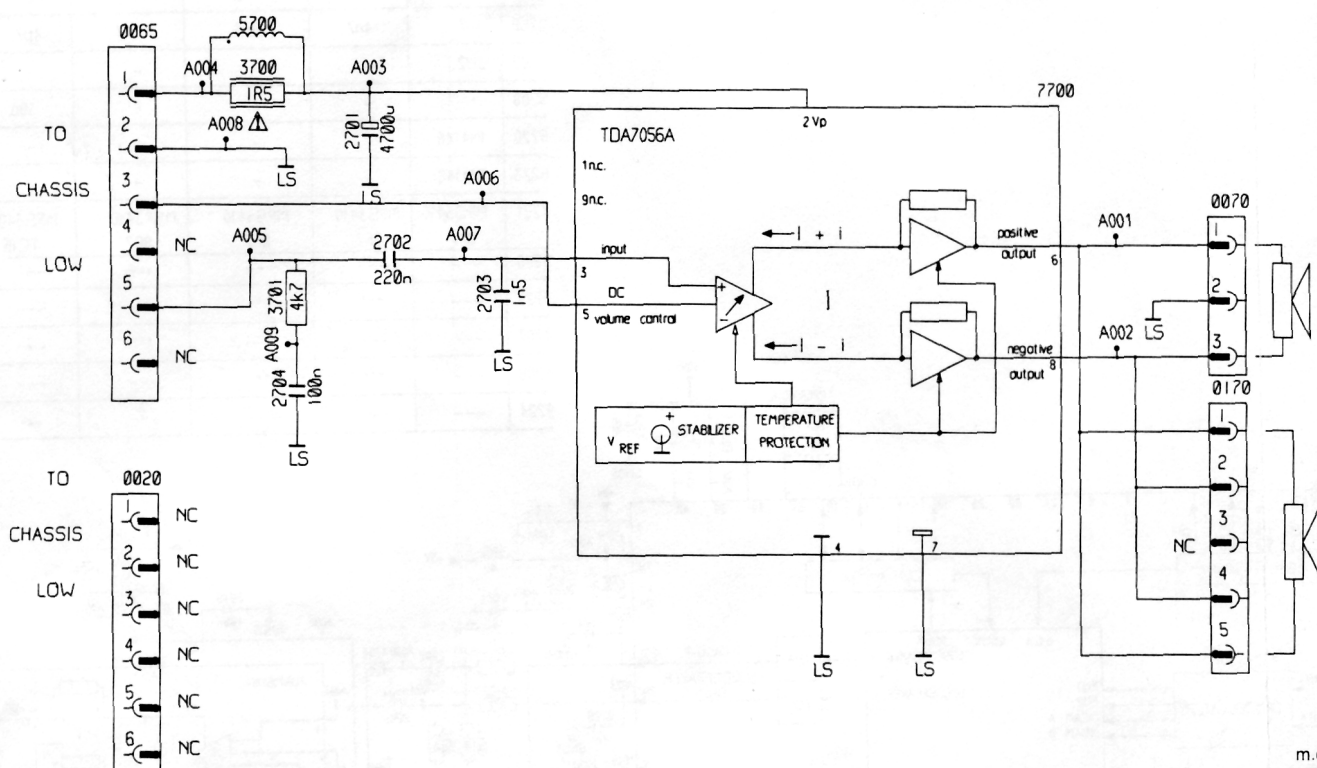 0065
5700
A004
3700
1R5
A003
2701
4700u
LS
A008
LS
1
2
3
4
5
6
TO
CHASSIS
LOW
NC
NC
A006
A005
2702
220n
A007
3701
4k7
A009
2704
100n
LS
2703
1n5
LS
7700
2 Vp
TDA7056A
1 n.c.
9 n.c.
input
3
DC
5 volume control
I + i
I
I - i
+
-
positive
output 6
negative
output 8
+
VREF
STABILIZER
TEMPERATURE
PROTECTION
4
7
LS
LS
A001
A002
LS
0070
1
2
3
0170
1
2
3
4
5
NC
TO
CHASSIS
LOW
0020
1 NC
2 NC
3 NC
4 NC
5 NC
6 NC